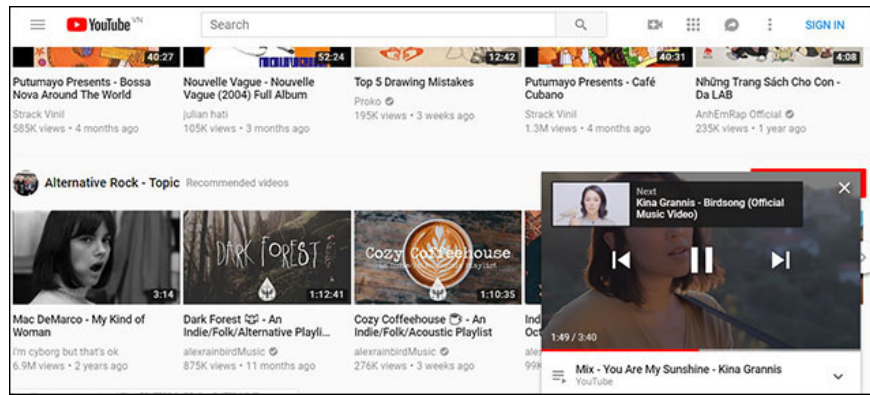 YouTube VN
Search
SIGN IN
40:27
52:24
12:42
40:31
4:08
Putumayo Presents - Bossa
Nova Around The World
Strack Vinil
585K views • 4 months ago
Nouvelle Vague - Nouvelle
Vague (2004) Full Album
julian hati
105K views • 3 months ago
Top 5 Drawing Mistakes
Proko
195K views • 3 weeks ago
Putumayo Presents - Café
Cubano
Strack Vinil
1.3M views • 4 months ago
Những Trang Sách Cho Con -
Da LAB
AnhEmRap Official
235K views • 1 year ago
Alternative Rock - Topic Recommended videos
3:14
DARK FOREST
1:12:41
Cozy Coffeehouse
1:10:35
Mac DeMarco - My Kind of
Woman
i'm cyborg but that's ok
6.9M views • 2 years ago
Dark Forest - An
Indie/Folk/Alternative Playli...
alexrainbirdMusic
875K views • 11 months ago
Cozy Coffeehouse - An
Indie/Folk/Acoustic Playlist
alexrainbirdMusic
276K views • 3 weeks ago
Ind
Oct
alex
99K
Next
Kina Grannis - Birdsong (Official
Music Video)
1:49 / 3:40
Mix - You Are My Sunshine - Kina Grannis
YouTube